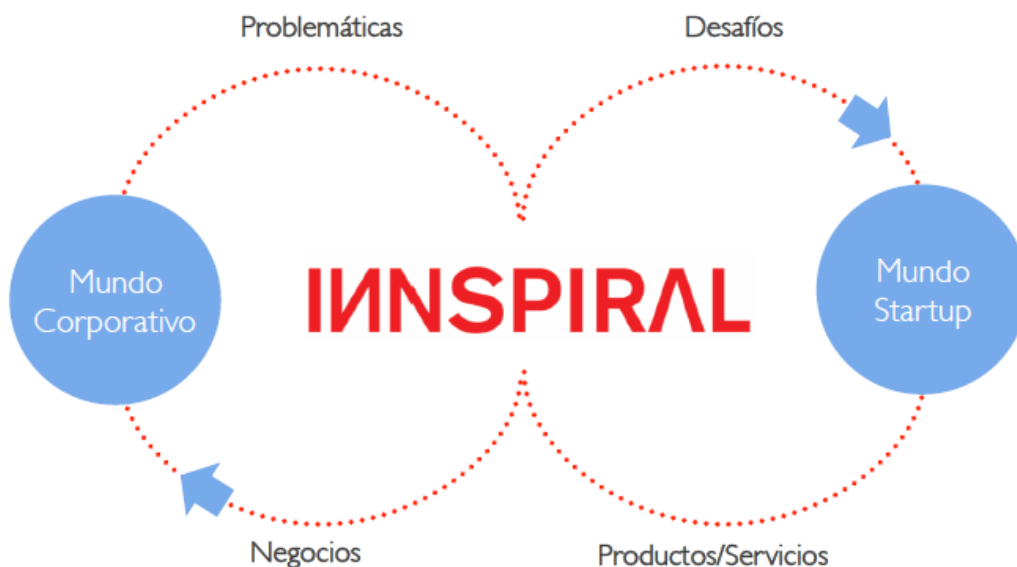 Problemáticas
Desafíos
Mundo
Corporativo
INNSPIRAL
Mundo
Startup
Negocios
Productos/Servicios